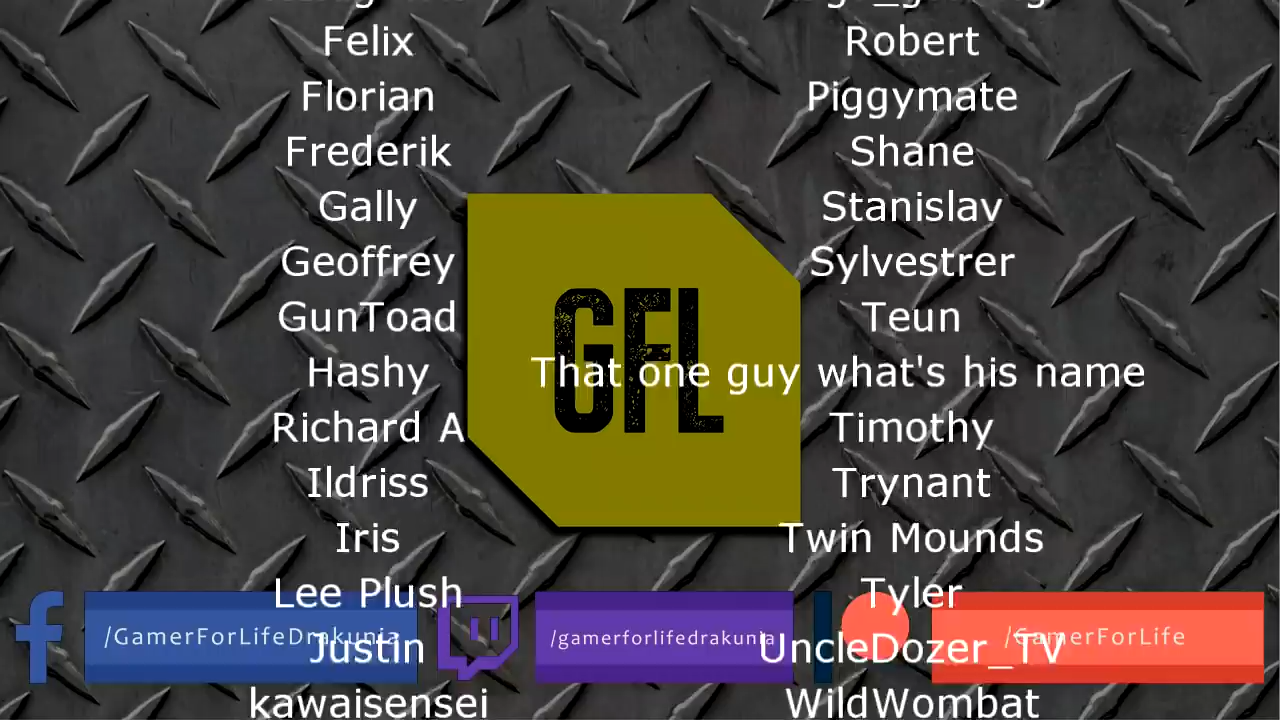 Felix
Florian
Frederik
Gally
Geoffrey
GunToad
Hashy
Richard A
Ildriss
Iris
Lee Plush
Justin
kawaisensei
Robert
Piggymate
Shane
Stanislav
Sylvestrer
Teun
That one guy what's his name
Timothy
Trynant
Twin Mounds
Tyler
UncleDozer_TV
WildWombat
GFL
/GamerForLifeDrakunia
/gamerforlifedrakunia
/GamerForLife